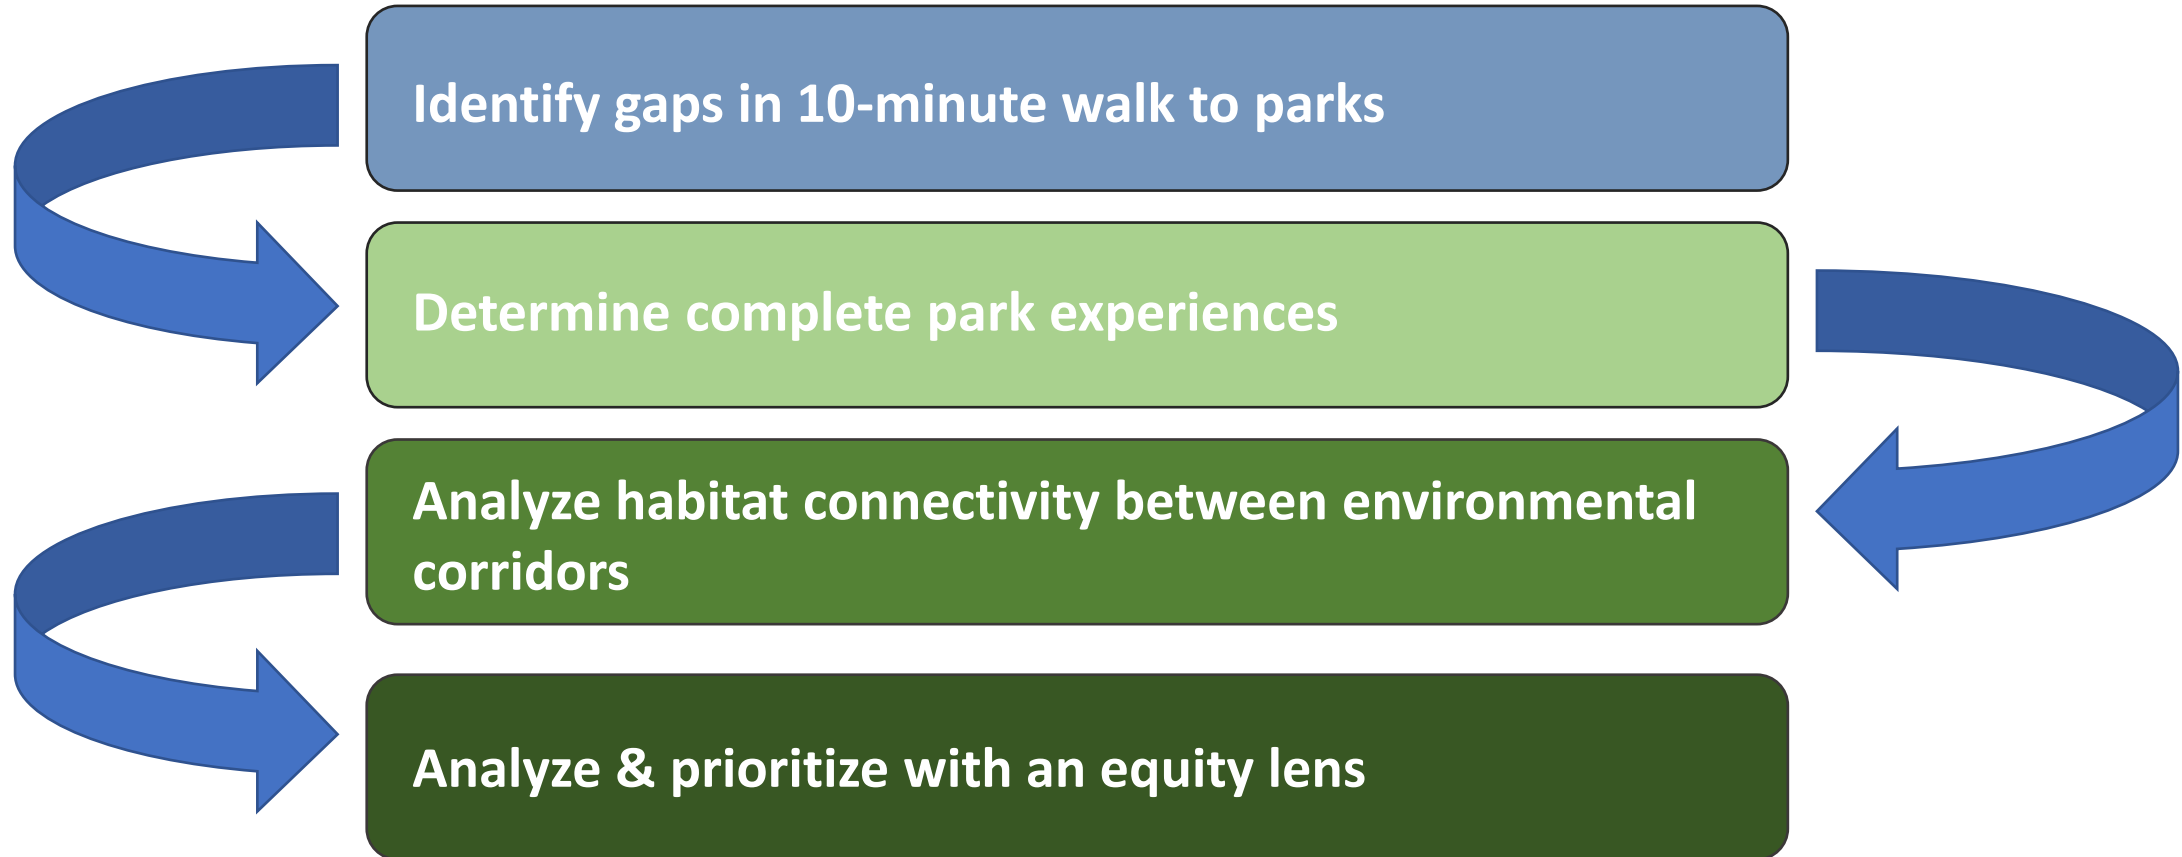 Identify gaps in 10-minute walk to parks
Determine complete park experiences
Analyze habitat connectivity between environmental
corridors
Analyze & prioritize with an equity lens